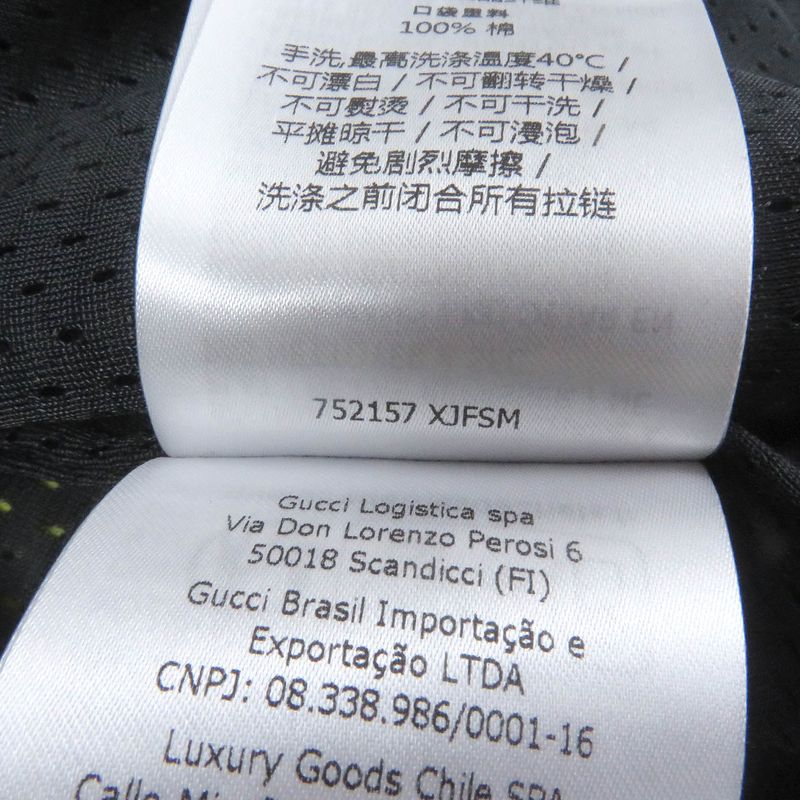 口袋里料
100% 棉
手洗,最高洗涤温度40°C /
不可漂白 / 不可翻转干燥 /
不可熨烫 / 不可干洗 /
平摊晾干 / 不可浸泡 /
避免剧烈摩擦 /
洗涤之前闭合所有拉链
752157 XJFSM
Gucci Logistica spa
Via Don Lorenzo Perosi 6
50018 Scandicci (FI)
Gucci Brasil Importação e
Exportação LTDA
CNPJ: 08.338.986/0001-16
Luxury Goods Chile SPA
Calle